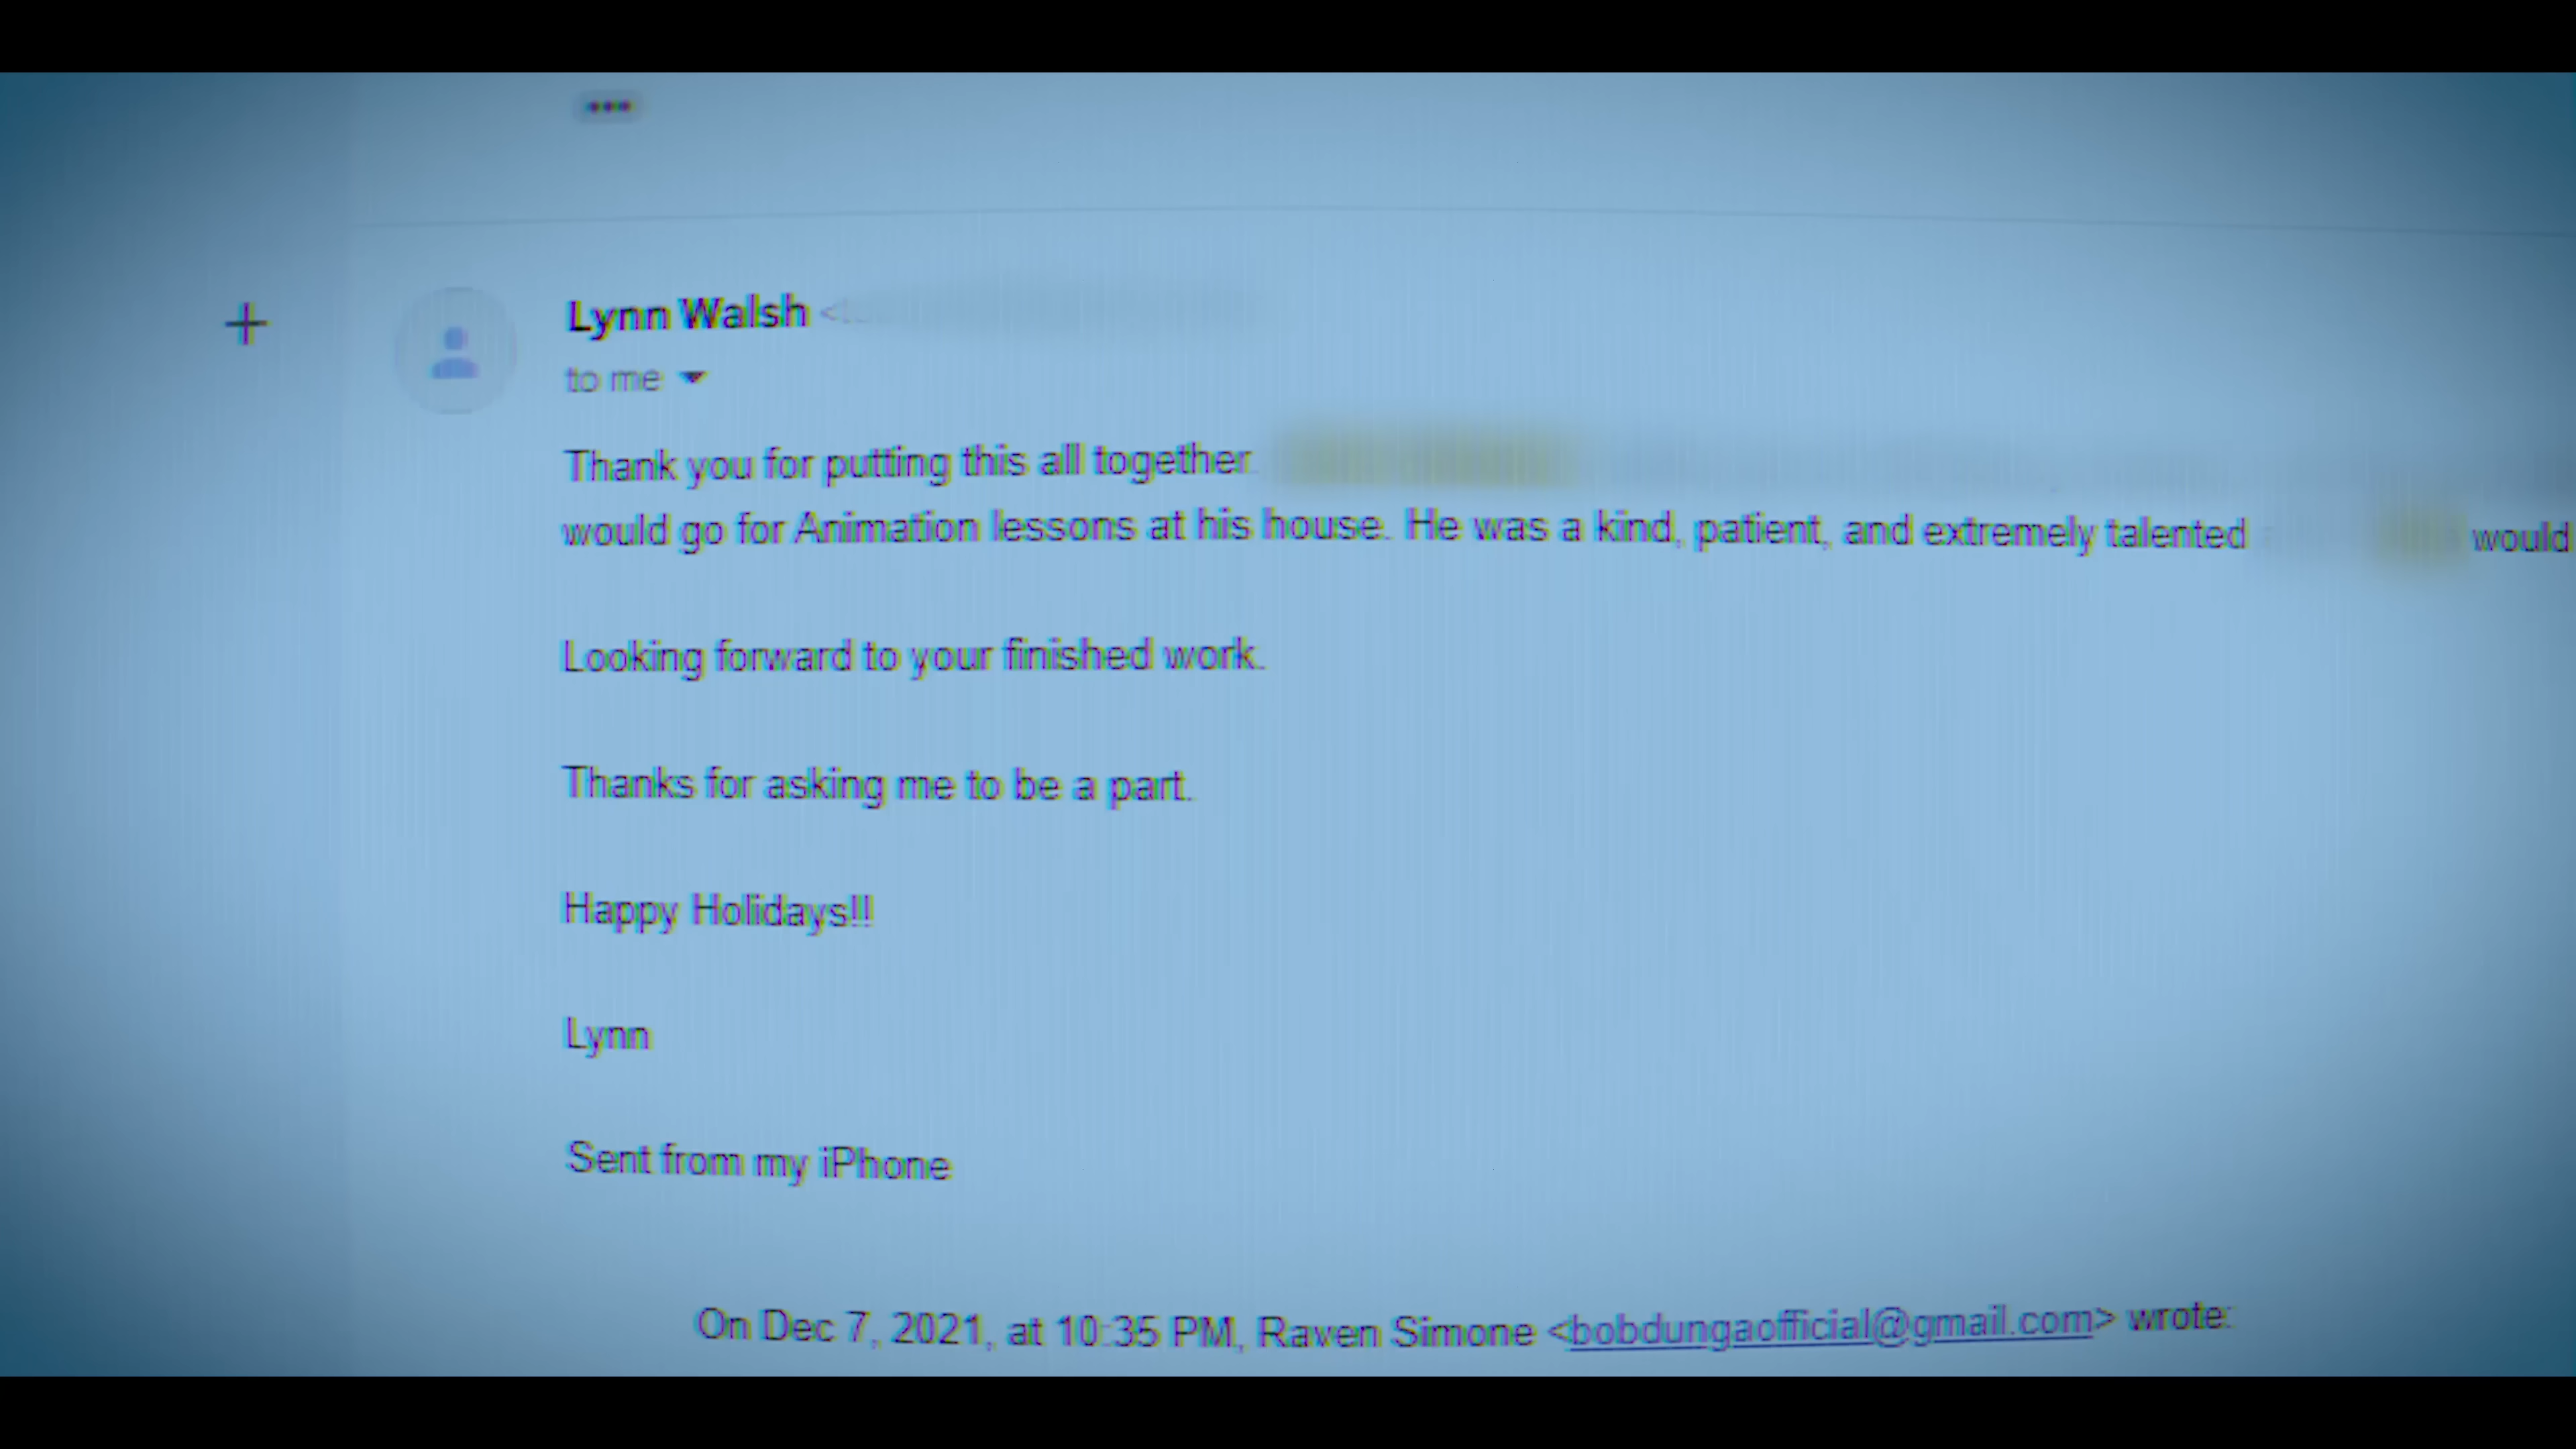 Lynn Walsh
to me
Thank you for putting this all together.
would go for Animation lessons at his house. He was a kind, patient, and extremely talented would
Looking forward to your finished work.
Thanks for asking me to be a part.
Happy Holidays!!
Lynn
Sent from my iPhone
On Dec 7, 2021, at 10:35 PM, Raven Simone <bobdungaofficial@gmail.com> wrote: